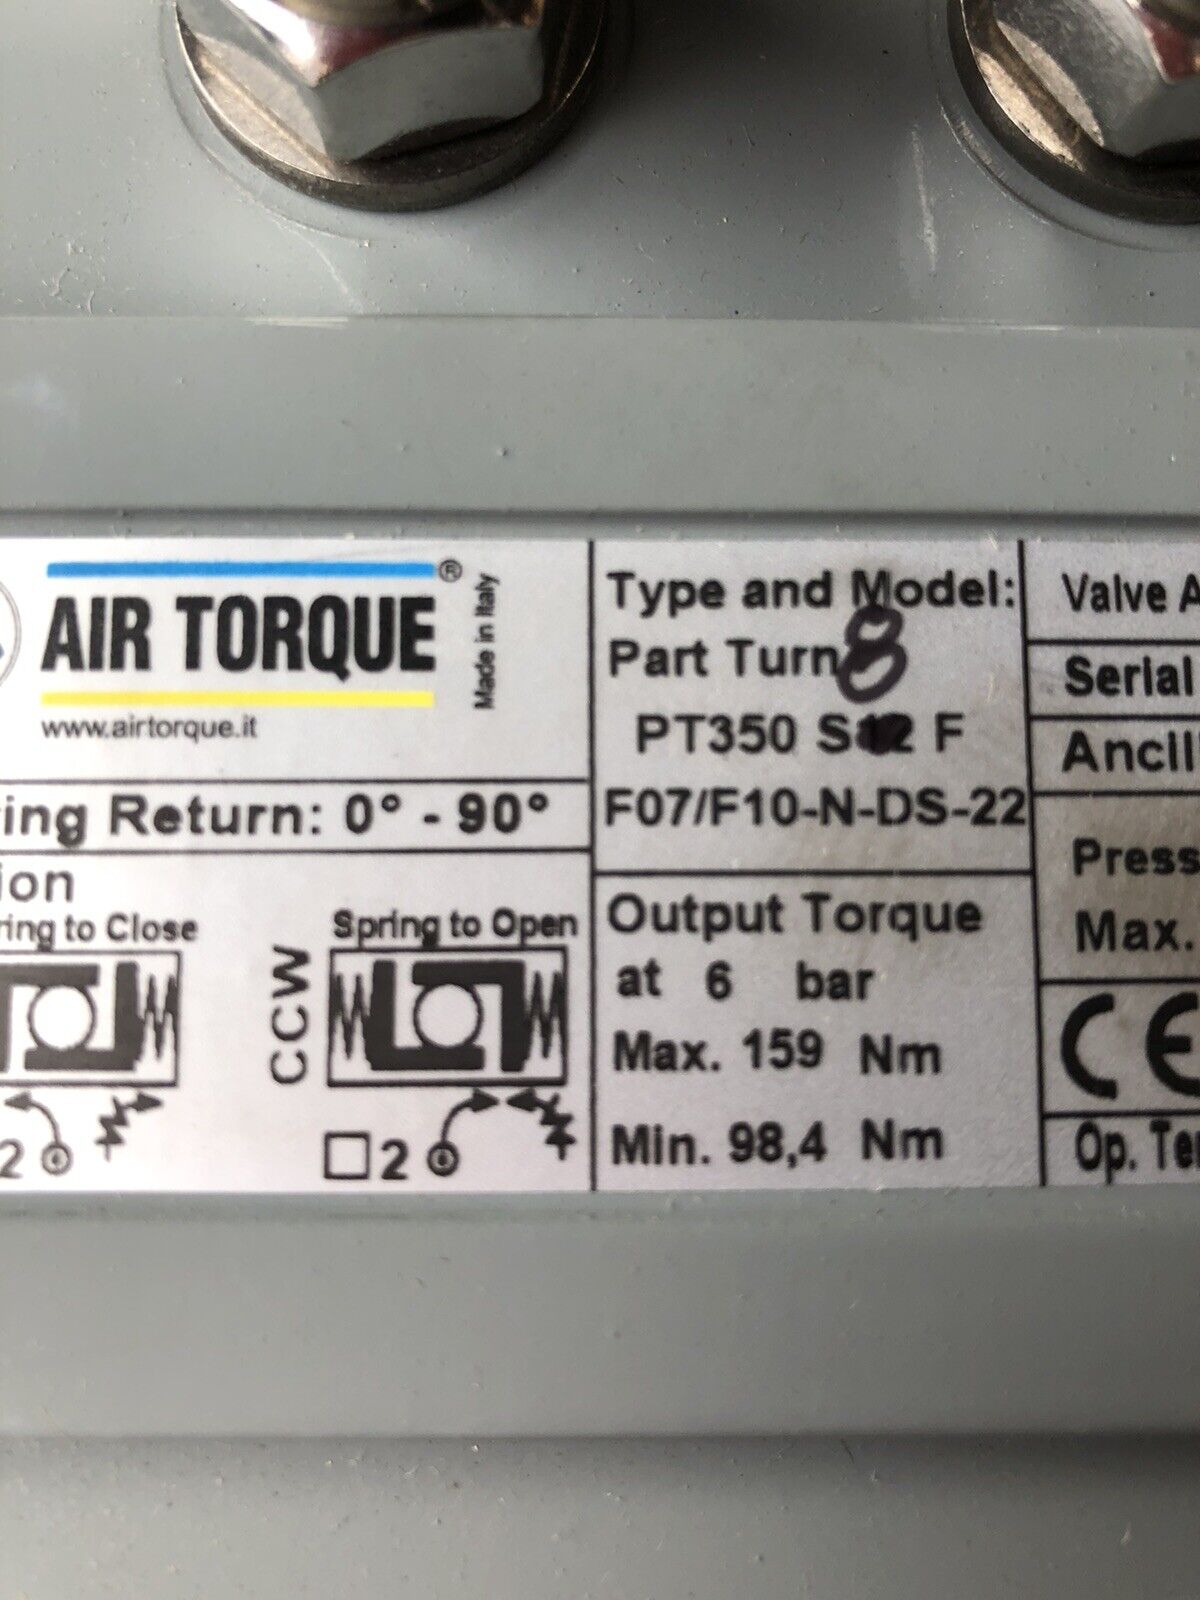 AIR TORQUE®
Made in Italy
www.airtorque.it
ing Return: 0° - 90°
ion
ring to Close
Spring to Open
CCW
2
2
Type and Model:
Part Turn
8
PT350 S F
F07/F10-N-DS-22
Output Torque
at 6 bar
Max. 159 Nm
Min. 98,4 Nm
Valve A
Serial
Ancill
Press
Max.
CE
Op. Te